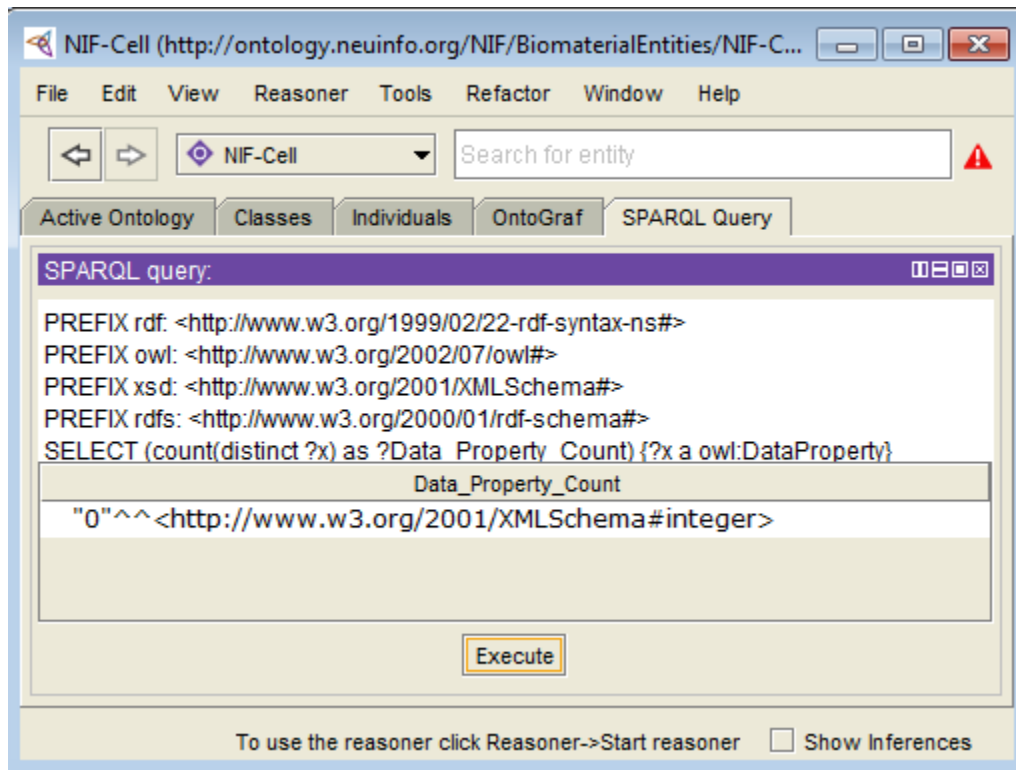 NIF-Cell (http://ontology.neuinfo.org/NIF/BiomaterialEntities/NIF-C...
File Edit View Reasoner Tools Refactor Window Help
NIF-Cell Search for entity
Active Ontology Classes Individuals OntoGraf SPARQL Query
SPARQL query:
PREFIX rdf: <http://www.w3.org/1999/02/22-rdf-syntax-ns#>
PREFIX owl: <http://www.w3.org/2002/07/owl#>
PREFIX xsd: <http://www.w3.org/2001/XMLSchema#>
PREFIX rdfs: <http://www.w3.org/2000/01/rdf-schema#>
SELECT (count(distinct ?x) as ?Data_Property_Count) {?x a owl:DataProperty}
Data_Property_Count
"0"^^<http://www.w3.org/2001/XMLSchema#integer>
Execute
To use the reasoner click Reasoner->Start reasoner Show Inferences